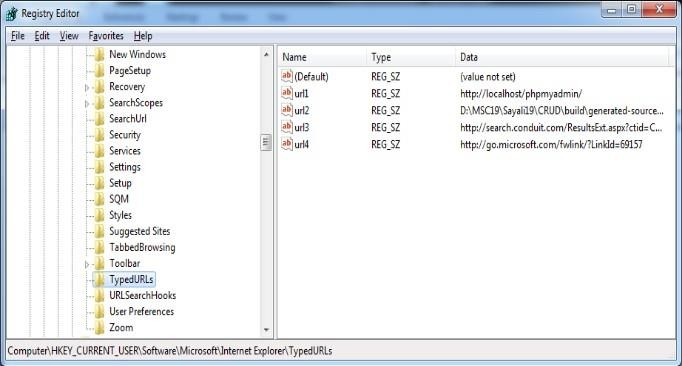 Registry Editor
File Edit View Favorites Help
New Windows
PageSetup
Recovery
SearchScopes
SearchUrl
Security
Services
Settings
Setup
SQM
Styles
Suggested Sites
TabbedBrowsing
Toolbar
TypedURLs
URLSearchHooks
User Preferences
Zoom
Name Type Data
(Default) REG_SZ (value not set)
url1 REG_SZ http://localhost/phpmyadmin/
url2 REG_SZ D:\MSC19\Sayali19\CRUD\build\generated-source...
url3 REG_SZ http://search.conduit.com/ResultsExt.aspx?ctid=C...
url4 REG_SZ http://go.microsoft.com/fwlink/?LinkId=69157
Computer\HKEY_CURRENT_USER\Software\Microsoft\Internet Explorer\TypedURLs